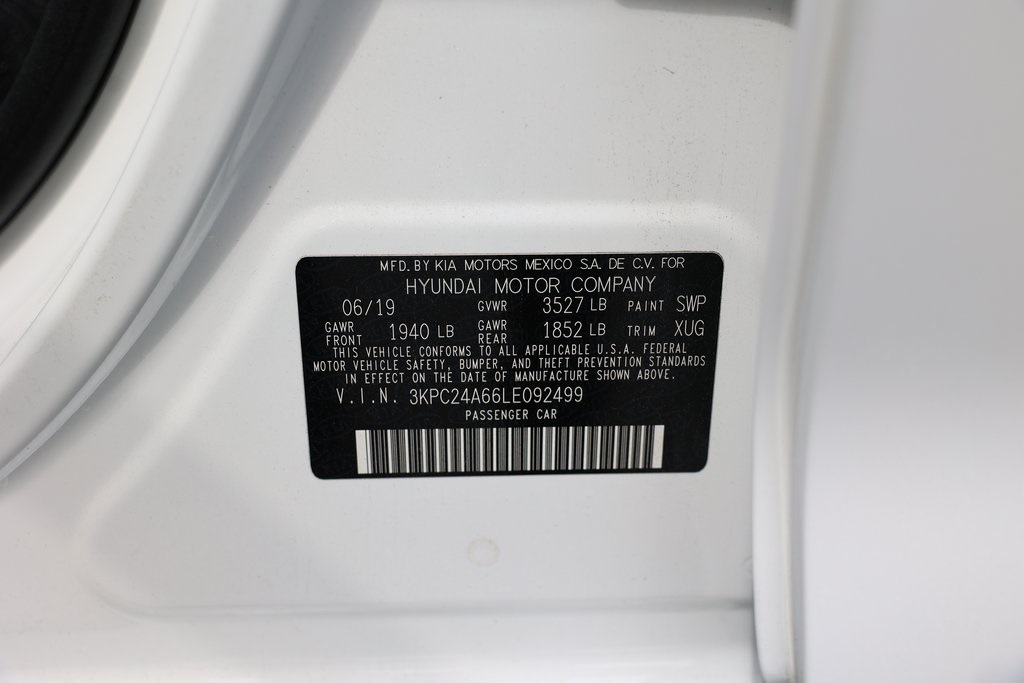 MFD. BY KIA MOTORS MEXICO S.A. DE C.V. FOR
HYUNDAI MOTOR COMPANY
06/19 GVWR 3527 LB PAINT SWP
GAWR FRONT 1940 LB GAWR REAR 1852 LB TRIM XUG
THIS VEHICLE CONFORMS TO ALL APPLICABLE U.S.A. FEDERAL
MOTOR VEHICLE SAFETY, BUMPER, AND THEFT PREVENTION STANDARDS
IN EFFECT ON THE DATE OF MANUFACTURE SHOWN ABOVE.
V.I.N. 3KPC24A66LE092499
PASSENGER CAR